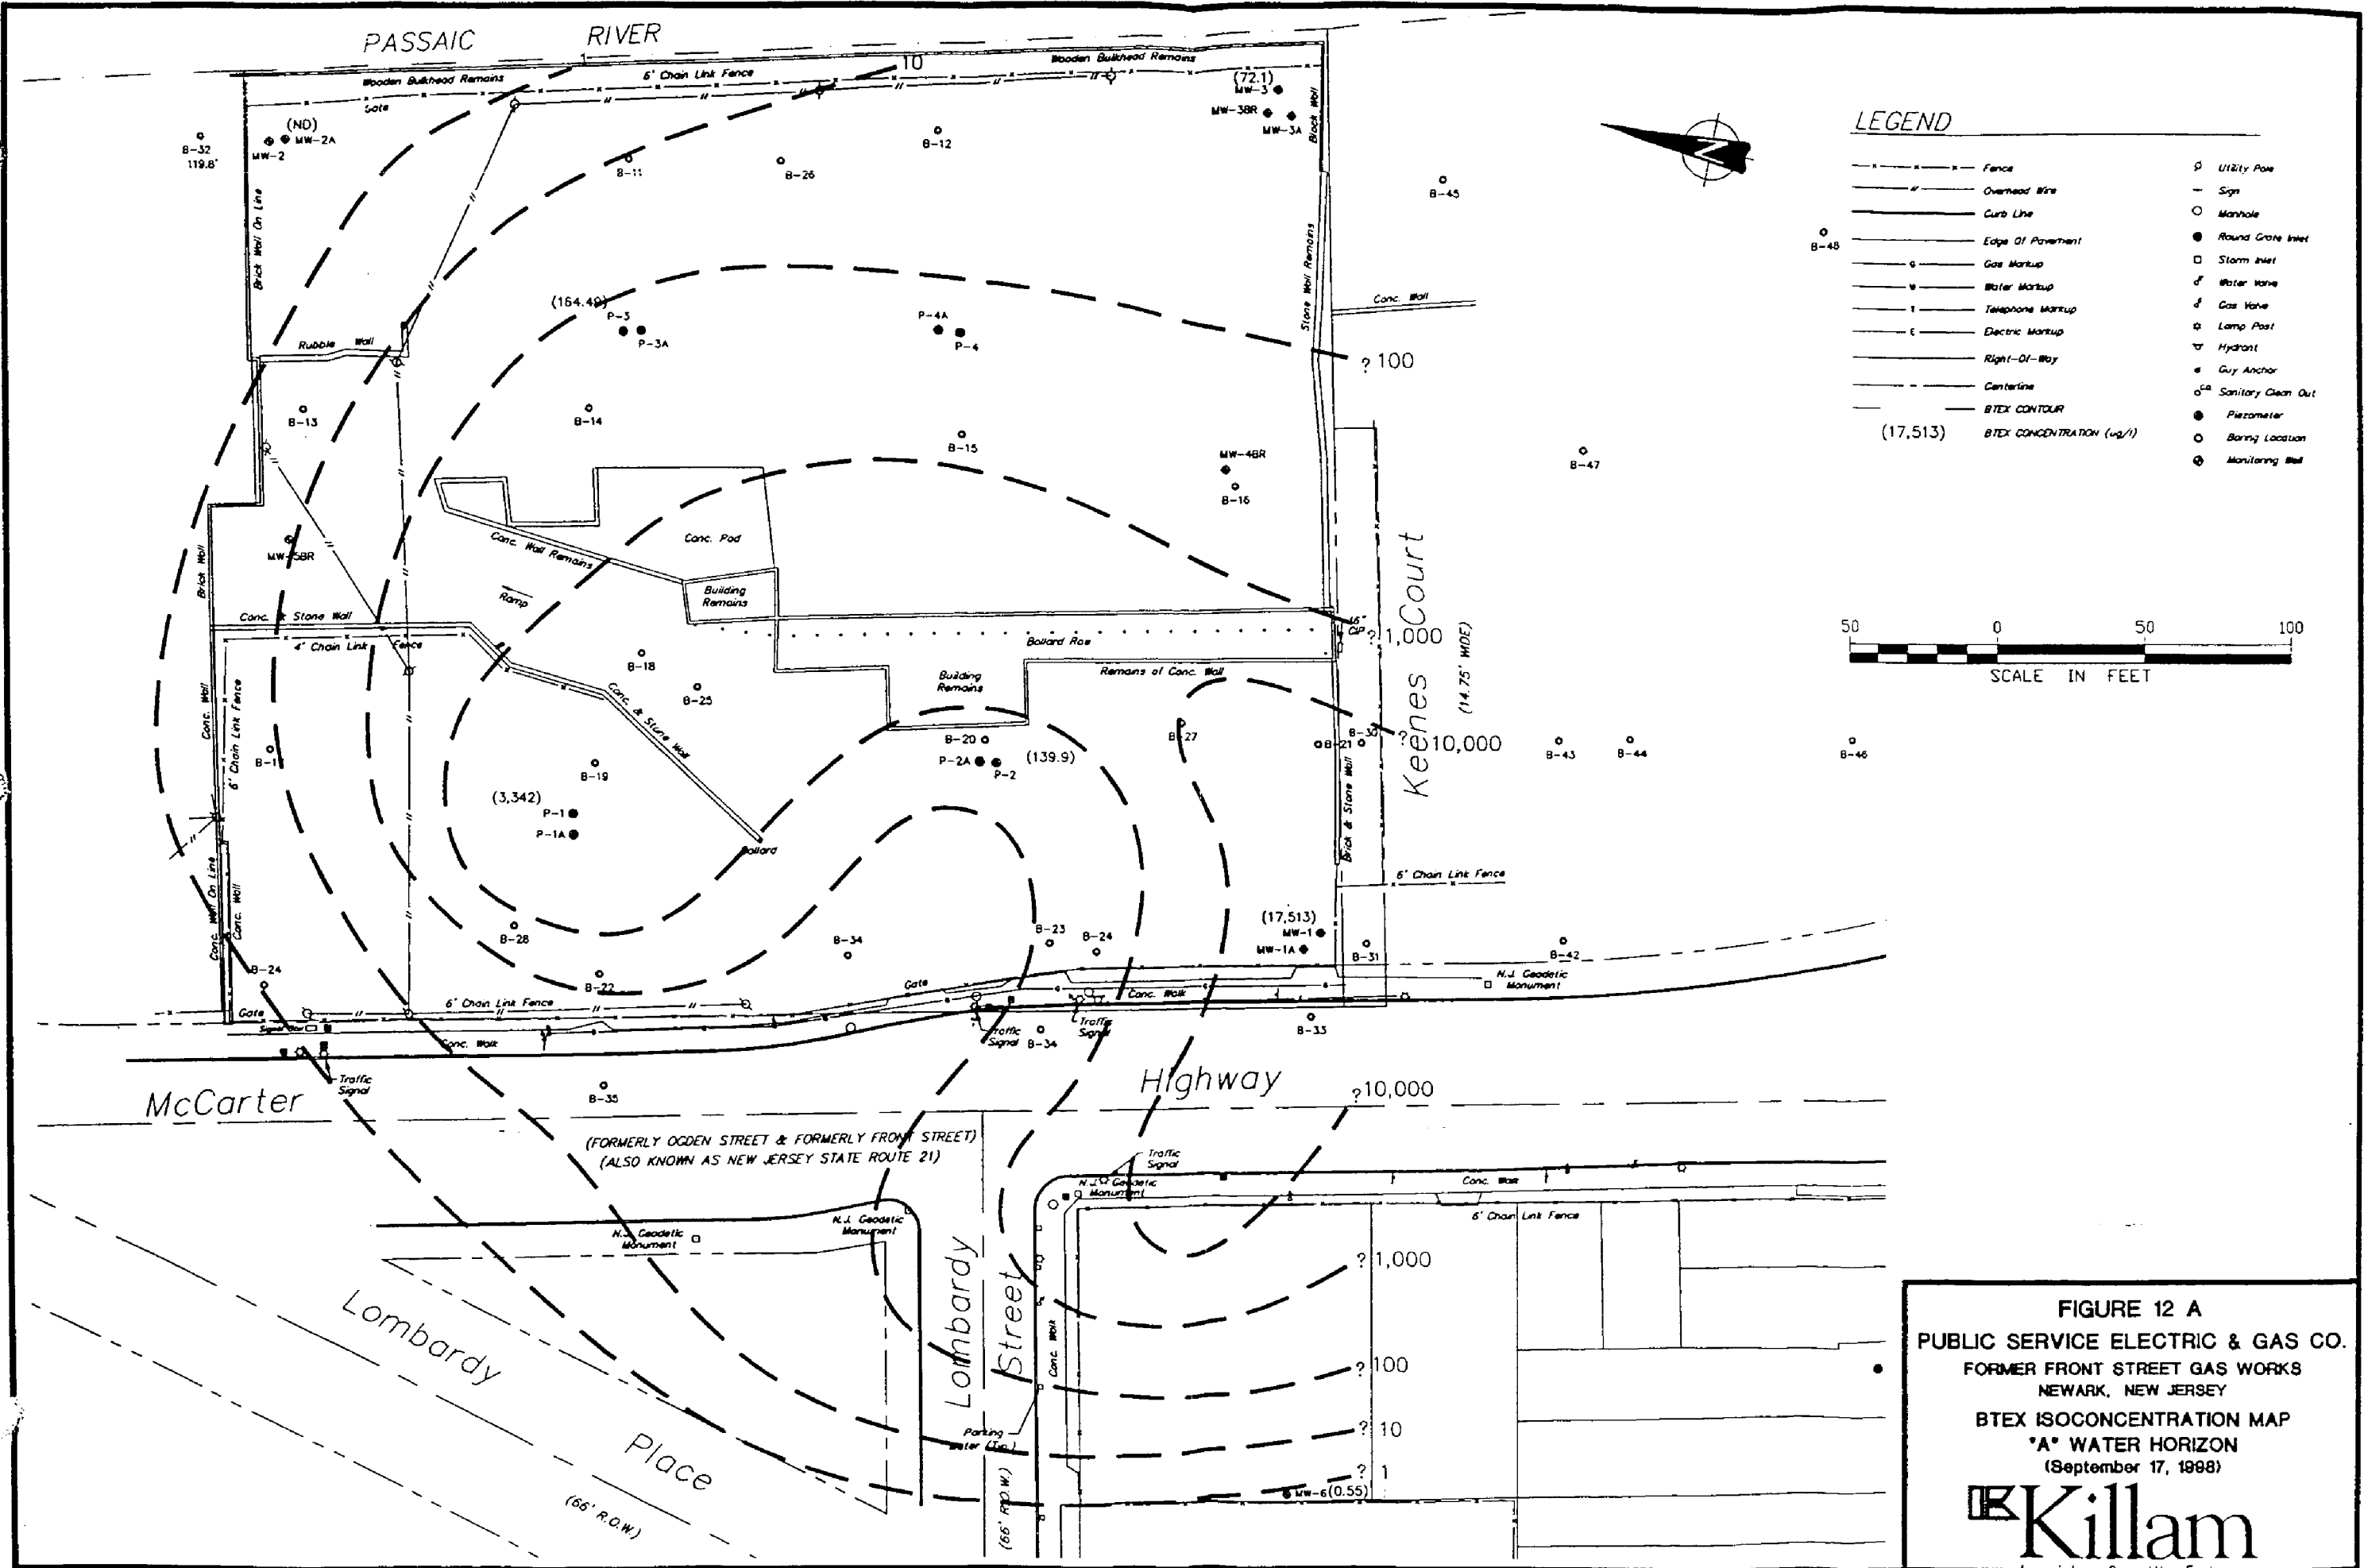 PASSAIC RIVER
Wooden Bulkhead Remains
6' Chain Link Fence
Wooden Bulkhead Remains
1
10
Gate
(ND)
MW-2
MW-2A
B-32
119.8'
B-11
B-26
B-12
(72.1)
MW-3
MW-3BR
MW-3A
Block Wall
B-45
B-48
Brick Wall On Line
Stone Wall Remains
Conc. Wall
(164.49)
P-3
P-3A
P-4A
P-4
Rubble Wall
? 100
B-13
B-14
B-15
MW-4BR
B-16
B-47
MW-5BR
Conc. Wall Remains
Conc. Pad
Ramp
Building
Remains
Brick Wall
Conc. & Stone Wall
4' Chain Link Fence
Bollard Row
16"
CIP
? 1,000
Keenes Court
(14.75' WIDE)
B-18
B-25
Building
Remains
Remains of Conc. Wall
Conc. Wall
6' Chain Link Fence
Conc. & Stone Wall
B-1
B-19
B-20
P-2A
P-2
(139.9)
B-27
B-21
B-30
? 10,000
B-43
B-44
B-46
(3,342)
P-1
P-1A
Bollard
Brick & Stone Wall
6' Chain Link Fence
Conc. Wall On Line
Conc. Wall
B-28
B-34
B-23
B-24
(17,513)
MW-1
MW-1A
B-31
B-42
B-24
B-22
Gate
6' Chain Link Fence
Gate
Conc. Walk
N.J. Geodetic
Monument
Conc. Walk
Traffic
Signal
B-34
Traffic
Signal
B-33
Traffic
Signal
B-35
McCarter Highway
?10,000
(FORMERLY OGDEN STREET & FORMERLY FRONT STREET)
(ALSO KNOWN AS NEW JERSEY STATE ROUTE 21)
Traffic
Signal
N.J. Geodetic
Monument
Conc. Walk
6' Chain Link Fence
N.J. Geodetic
Monument
N.J. Geodetic
Monument
? 1,000
Lombardy Street
(66' R.O.W.)
Conc. Walk
? 100
? 10
? 1
Parking
Meter (Typ.)
MW-6(0.55)
Lombardy Place
(66' R.O.W.)
LEGEND
Fence
Overhead Wire
Curb Line
Edge Of Pavement
G Gas Markup
W Water Markup
T Telephone Markup
E Electric Markup
Right-Of-Way
Centerline
BTEX CONTOUR
(17,513) BTEX CONCENTRATION (ug/l)
Utility Pole
Sign
Manhole
Round Grate Inlet
Storm Inlet
Water Valve
Gas Valve
Lamp Post
Hydrant
Guy Anchor
CO Sanitary Clean Out
Piezometer
Boring Location
Monitoring Well
50 0 50 100
SCALE IN FEET
FIGURE 12 A
PUBLIC SERVICE ELECTRIC & GAS CO.
FORMER FRONT STREET GAS WORKS
NEWARK, NEW JERSEY
BTEX ISOCONCENTRATION MAP
"A" WATER HORIZON
(September 17, 1998)
Killam